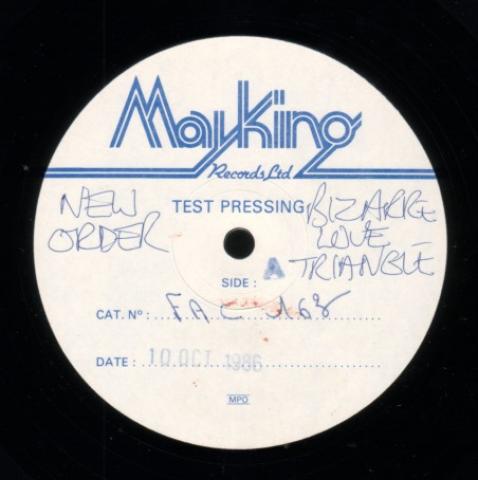 Mayking
Records Ltd
NEW ORDER
TEST PRESSING
BIZARRE LOVE TRIANGLE
SIDE : A
CAT. Nº : FAC 163
DATE : 10 OCT 1986
MPO